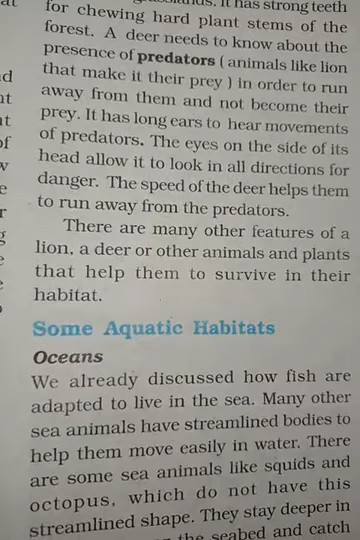 grasslands. It has strong teeth
for chewing hard plant stems of the
forest. A deer needs to know about the
presence of predators ( animals like lion
that make it their prey ) in order to run
away from them and not become their
prey. It has long ears to hear movements
of predators. The eyes on the side of its
head allow it to look in all directions for
danger. The speed of the deer helps them
to run away from the predators.
There are many other features of a
lion, a deer or other animals and plants
that help them to survive in their
habitat.
Some Aquatic Habitats
Oceans
We already discussed how fish are
adapted to live in the sea. Many other
sea animals have streamlined bodies to
help them move easily in water. There
are some sea animals like squids and
octopus, which do not have this
streamlined shape. They stay deeper in
the seabed and catch